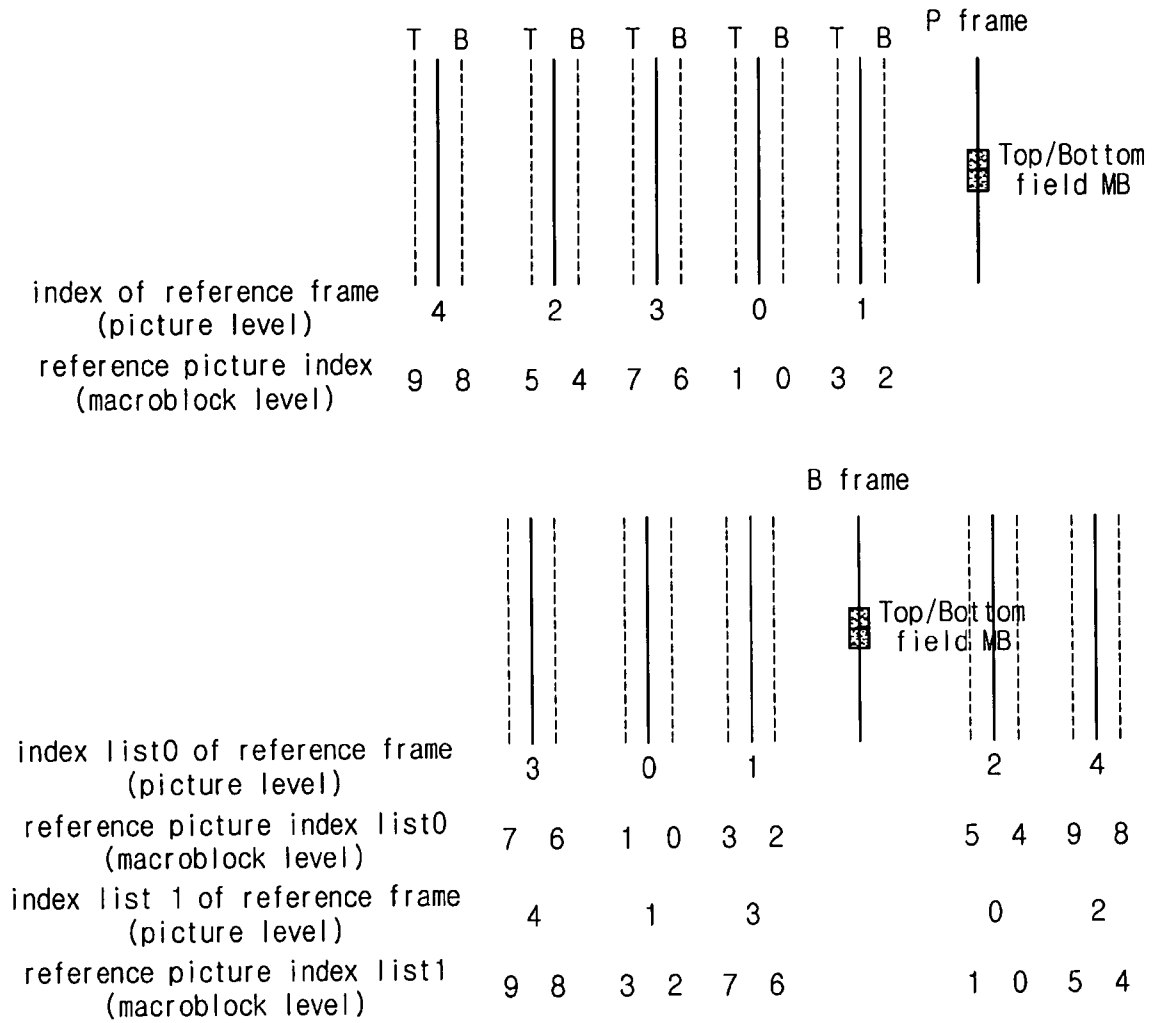 P frame
T B T B T B T B T B
Top/Bottom
field MB
index of reference frame
(picture level)
4 2 3 0 1
reference picture index
(macroblock level)
9 8 5 4 7 6 1 0 3 2
B frame
Top/Bottom
field MB
index list0 of reference frame
(picture level)
3 0 1 2 4
reference picture index list0
(macroblock level)
7 6 1 0 3 2 5 4 9 8
index list 1 of reference frame
(picture level)
4 1 3 0 2
reference picture index list1
(macroblock level)
9 8 3 2 7 6 1 0 5 4